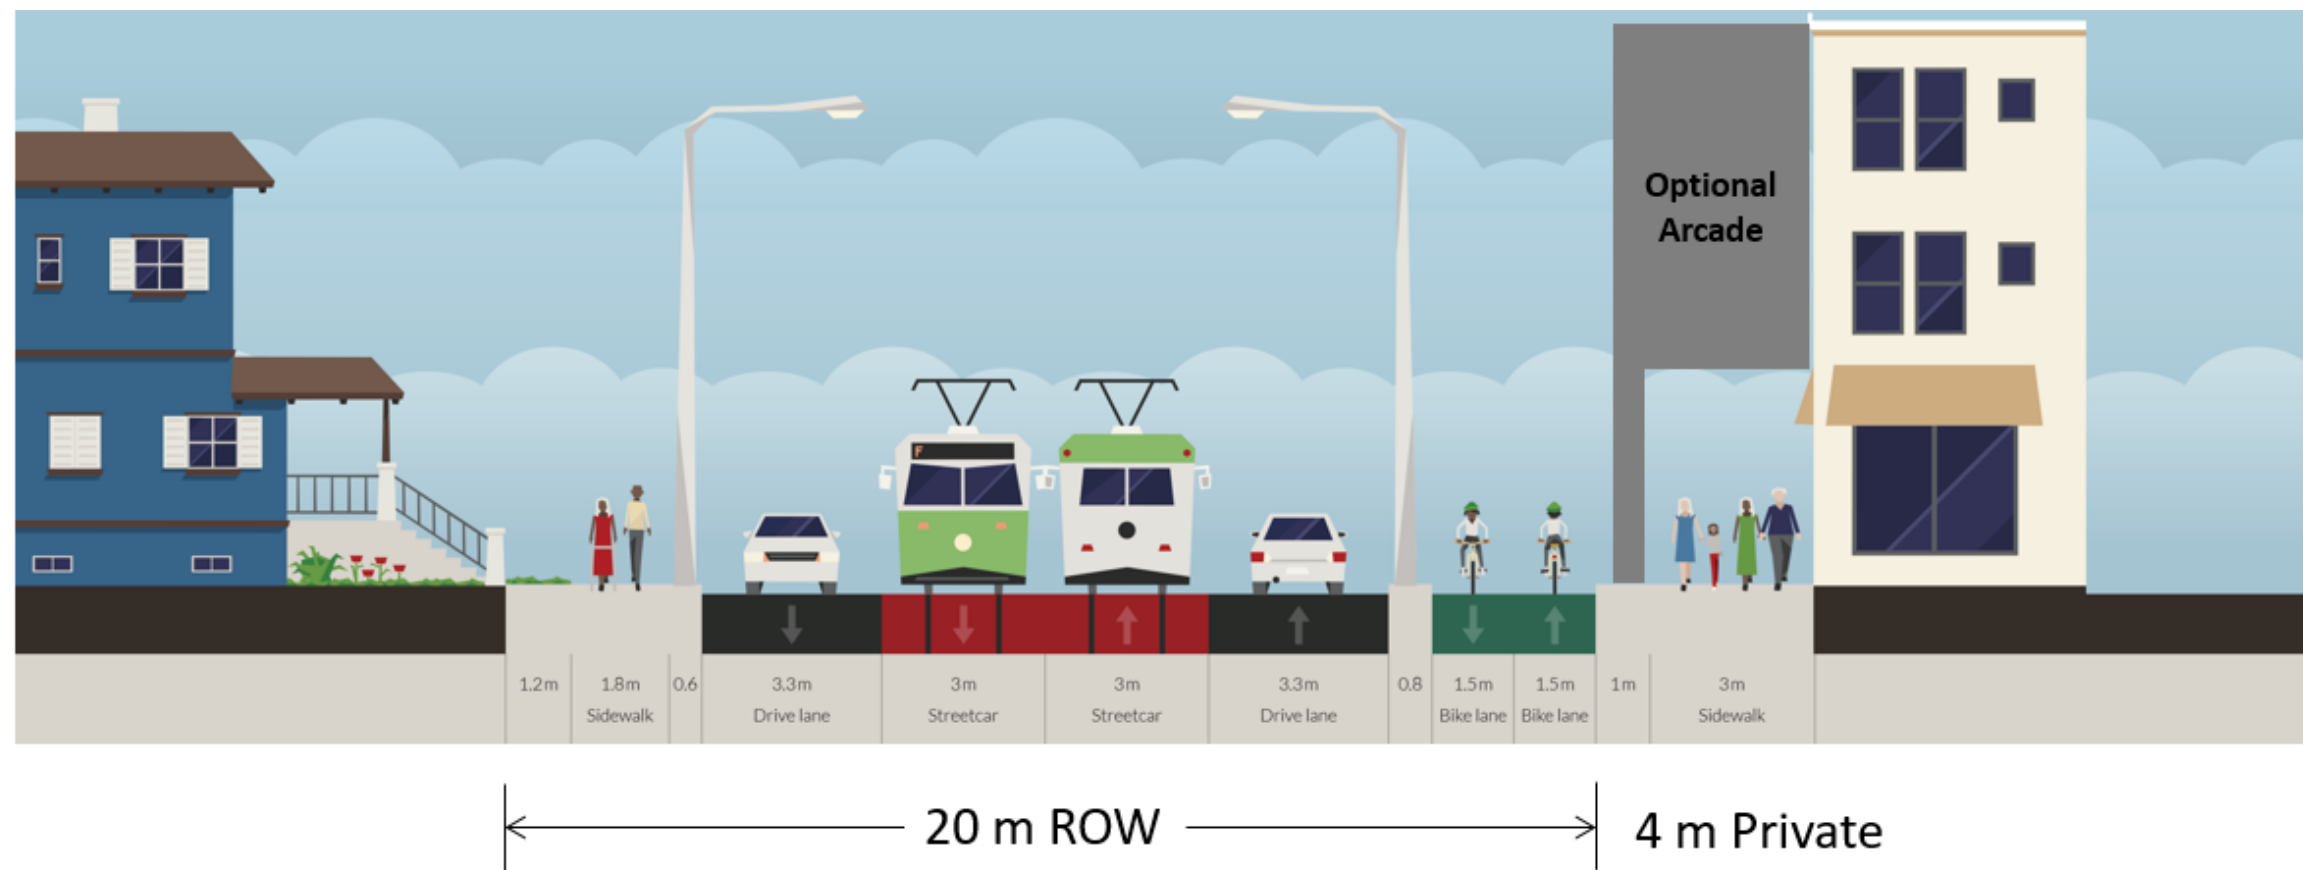 Optional
Arcade
F
1.2m 1.8m 0.6 3.3m 3m 3m 3.3m 0.8 1.5m 1.5m 1m 3m
Sidewalk Drive lane Streetcar Streetcar Drive lane Bike lane Bike lane Sidewalk
20 m ROW 4 m Private